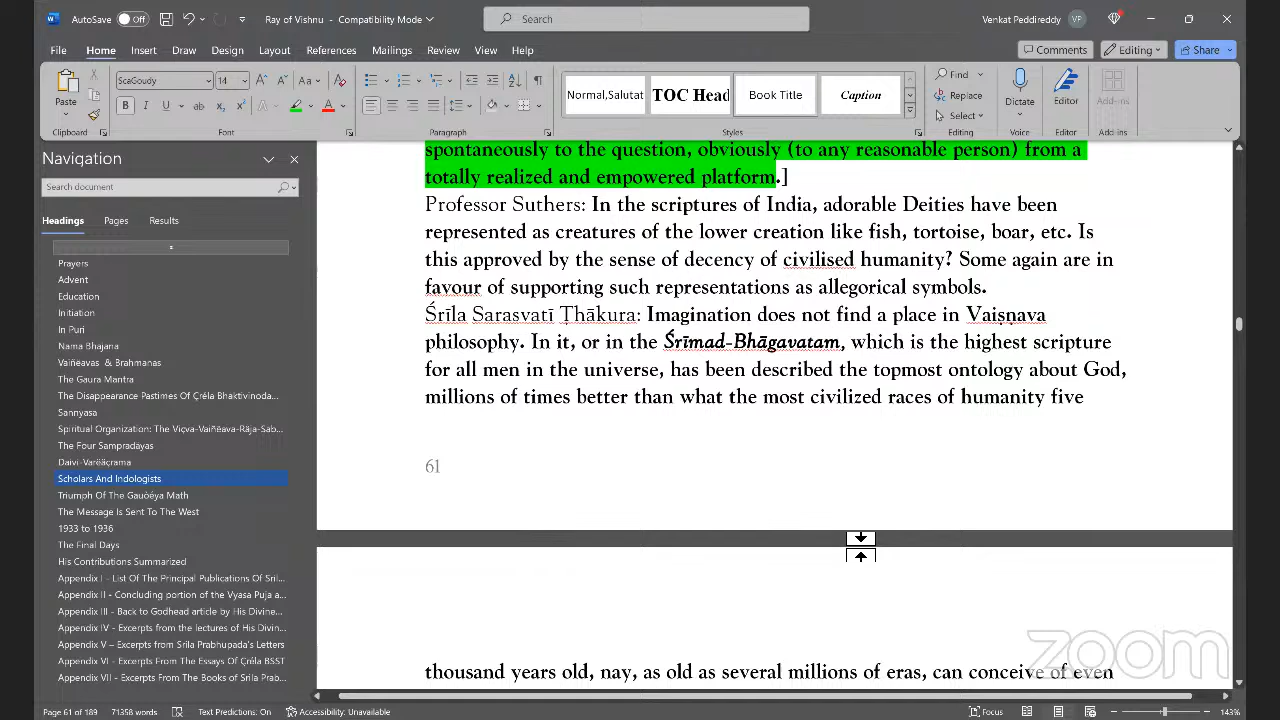 AutoSave Off Ray of Vishnu - Compatibility Mode Search Venkat Peddireddy VP
File Home Insert Draw Design Layout References Mailings Review View Help Comments Editing Share
Paste ScaGoudy 14 Aa Normal,Salutat TOC Head Book Title Caption Find Replace Select Dictate Editor Add-ins
Clipboard Font Paragraph Styles Editing Voice Editor Add-ins
Navigation
Search document
Headings Pages Results
Prayers
Advent
Education
Initiation
In Puri
Nama Bhajana
Vaiñëavas & Brahmanas
The Gaura Mantra
The Disappearance Pastimes Of Çréla Bhaktivinoda...
Sannyasa
Spiritual Organization: The Viçva-Vaiñëava-Räja-Sab...
The Four Sampradäyas
Daivi-Varëäçrama
Scholars And Indologists
Triumph Of The Gauòéya Math
The Message Is Sent To The West
1933 to 1936
The Final Days
His Contributions Summarized
Appendix I - List Of The Principal Publications Of Sril...
Appendix II - Concluding portion of the Vyasa Puja a...
Appendix III - Back to Godhead article by His Divine...
Appendix IV - Excerpts from the lectures of His Divin...
Appendix V – Excerpts from Srila Prabhupada's Letters
Appendix VI - Excerpts From The Essays Of Çréla BSST
Appendix VII - Excerpts From The Books of Srila Prab...
spontaneously to the question, obviously (to any reasonable person) from a
totally realized and empowered platform.]
Professor Suthers: In the scriptures of India, adorable Deities have been
represented as creatures of the lower creation like fish, tortoise, boar, etc. Is
this approved by the sense of decency of civilised humanity? Some again are in
favour of supporting such representations as allegorical symbols.
Śrīla Sarasvatī Ṭhākura: Imagination does not find a place in Vaiṣṇava
philosophy. In it, or in the Śrīmad-Bhāgavatam, which is the highest scripture
for all men in the universe, has been described the topmost ontology about God,
millions of times better than what the most civilized races of humanity five
61
thousand years old, nay, as old as several millions of eras, can conceive of even
zoom
Page 61 of 189 71358 words Text Predictions: On Accessibility: Unavailable Focus 143%